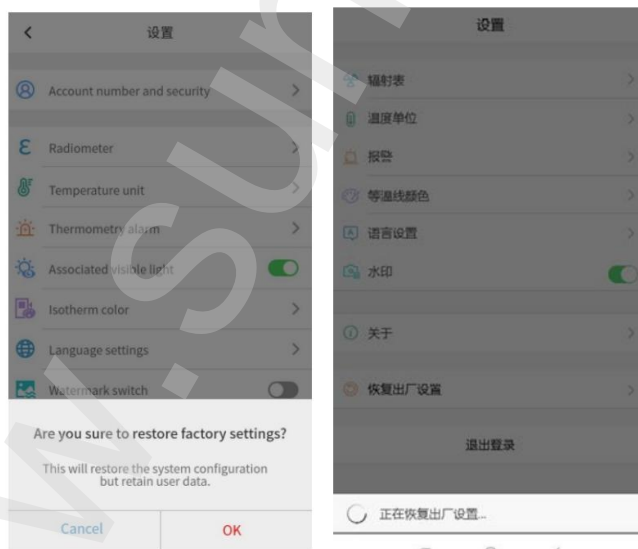 设置
Account number and security
Radiometer
Temperature unit
Thermometry alarm
Associated visible light
Isotherm color
Language settings
Watermark switch
Are you sure to restore factory settings?
This will restore the system configuration
but retain user data.
Cancel
OK
设置
辐射表
温度单位
报警
等温线颜色
语言设置
水印
关于
恢复出厂设置
退出登录
正在恢复出厂设置...